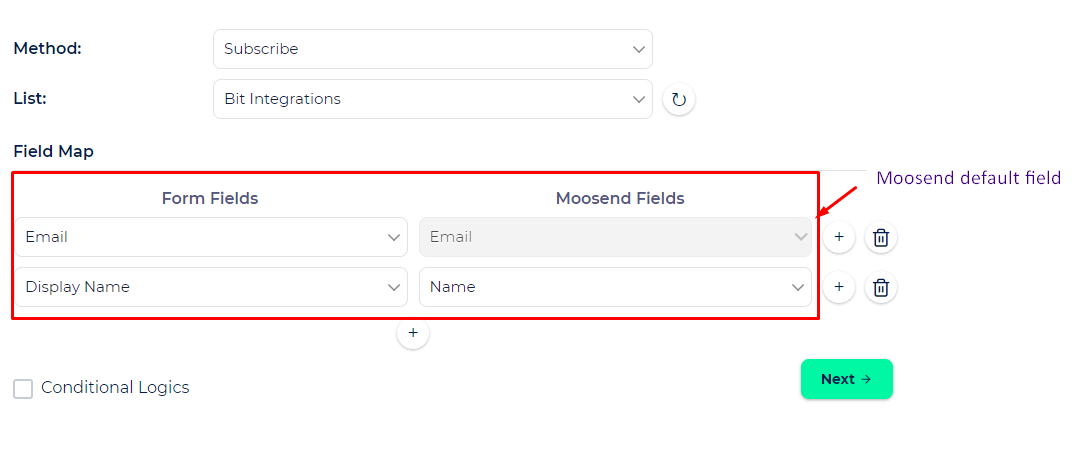 Method:
Subscribe
List:
Bit Integrations
Field Map
Moosend default field
Form Fields
Moosend Fields
Email
Email
+
Display Name
Name
+
+
Conditional Logics
Next →